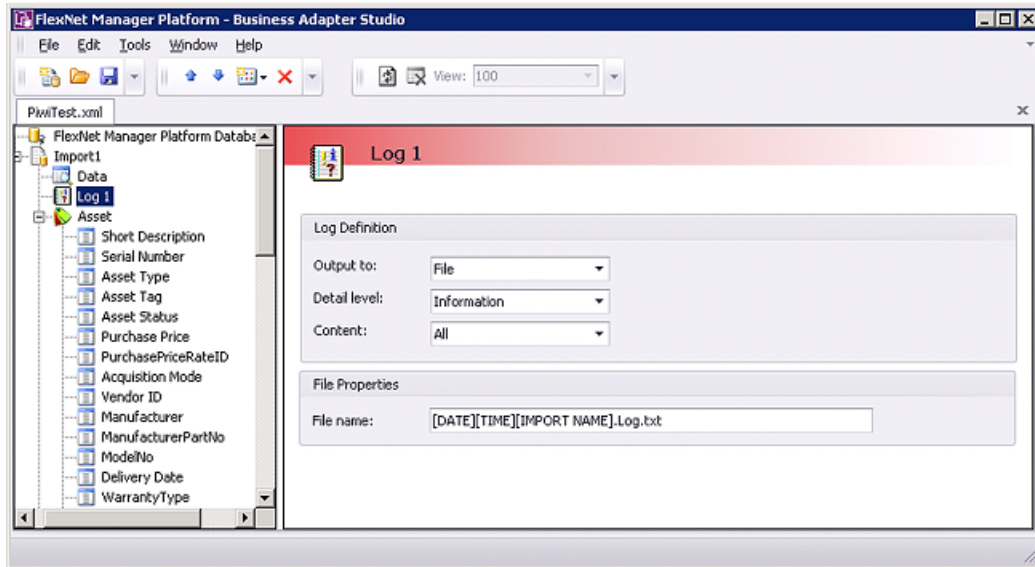 FlexNet Manager Platform - Business Adapter Studio
File Edit Tools Window Help
View: 100
PiwiTest.xml
FlexNet Manager Platform Databa
Import1
Data
Log 1
Asset
Short Description
Serial Number
Asset Type
Asset Tag
Asset Status
Purchase Price
PurchasePriceRateID
Acquisition Mode
Vendor ID
Manufacturer
ManufacturerPartNo
ModelNo
Delivery Date
WarrantyType
Log 1
Log Definition
Output to: File
Detail level: Information
Content: All
File Properties
File name: [DATE][TIME][IMPORT NAME].Log.txt